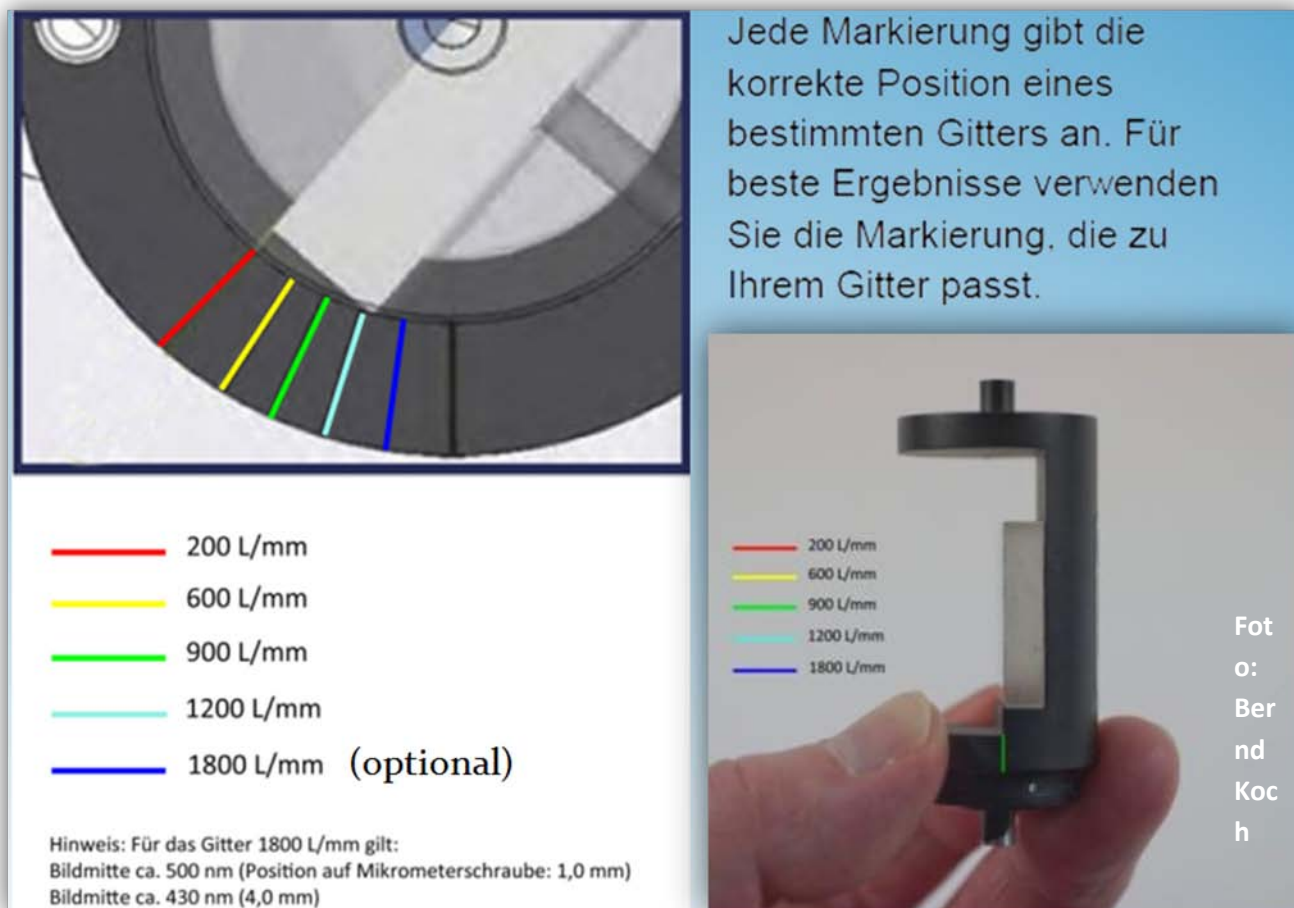 Jede Markierung gibt die
korrekte Position eines
bestimmten Gitters an. Für
beste Ergebnisse verwenden
Sie die Markierung, die zu
Ihrem Gitter passt.
200 L/mm
600 L/mm
900 L/mm
1200 L/mm
1800 L/mm (optional)
Hinweis: Für das Gitter 1800 L/mm gilt:
Bildmitte ca. 500 nm (Position auf Mikrometerschraube: 1,0 mm)
Bildmitte ca. 430 nm (4,0 mm)
200 L/mm
600 L/mm
900 L/mm
1200 L/mm
1800 L/mm
Fot
o:
Ber
nd
Koc
h